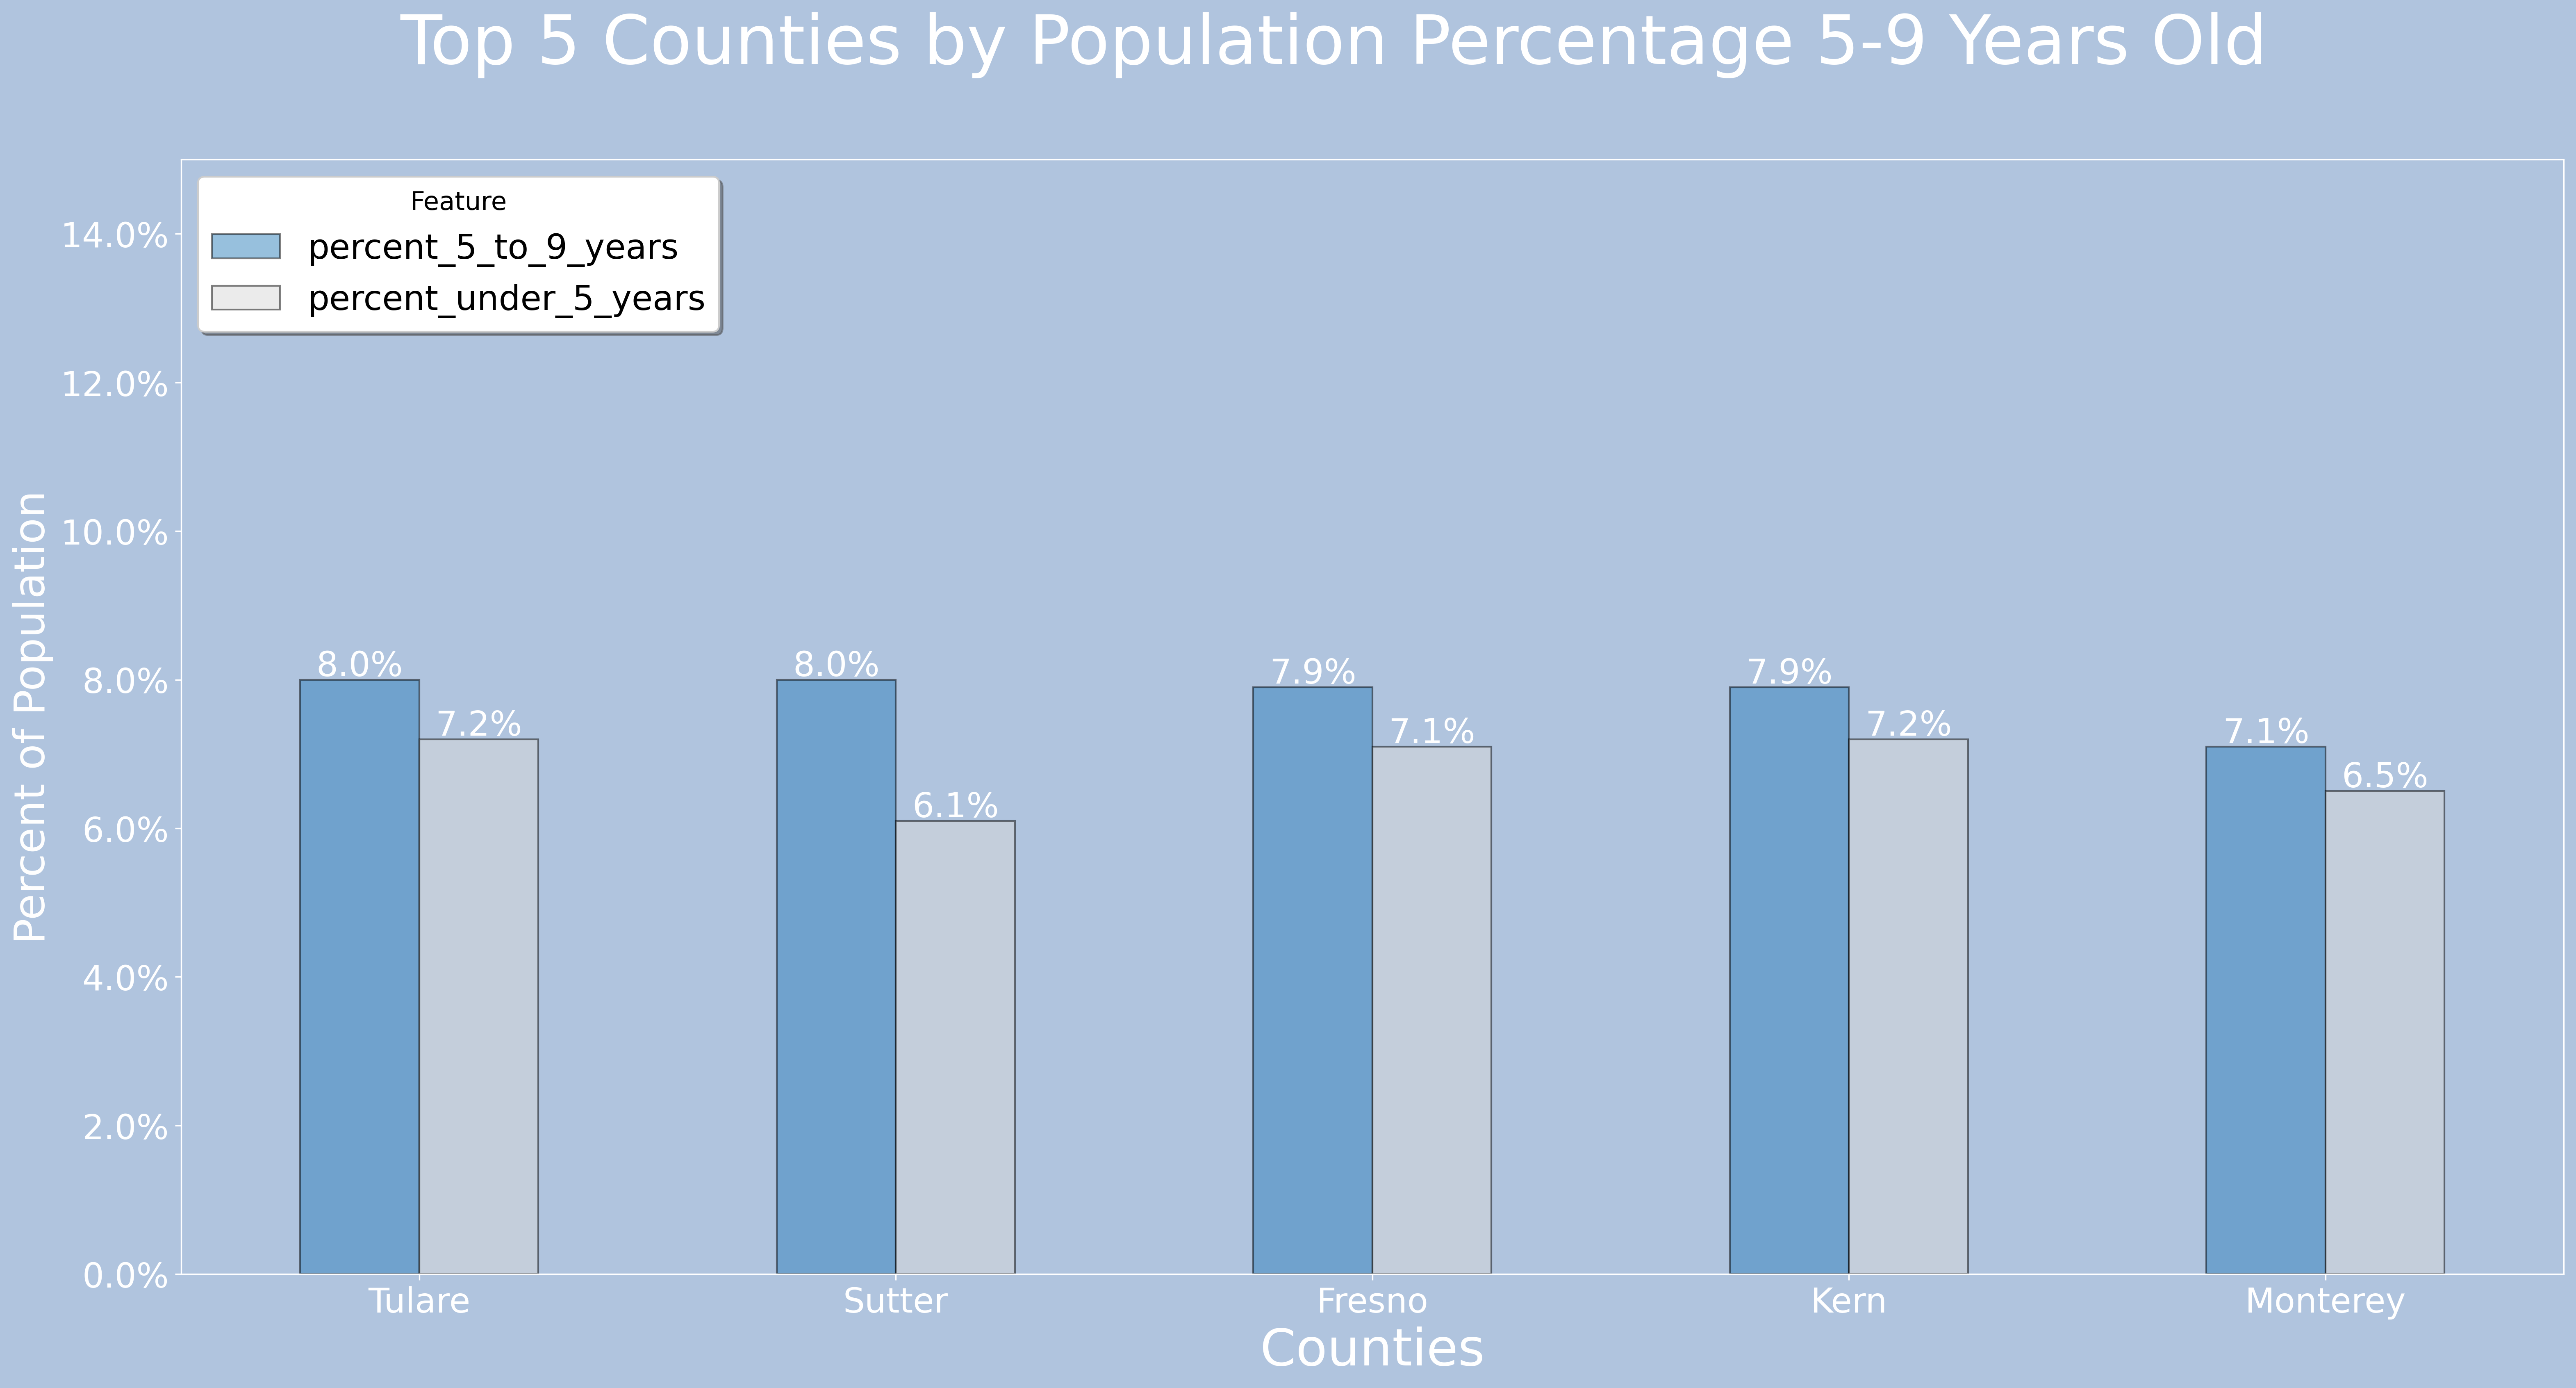 Top 5 Counties by Population Percentage 5-9 Years Old
Feature
percent_5_to_9_years
percent_under_5_years
Percent of Population
14.0%
12.0%
10.0%
8.0%
6.0%
4.0%
2.0%
0.0%
8.0%
7.2%
8.0%
6.1%
7.9%
7.1%
7.9%
7.2%
7.1%
6.5%
Tulare
Sutter
Fresno
Kern
Monterey
Counties